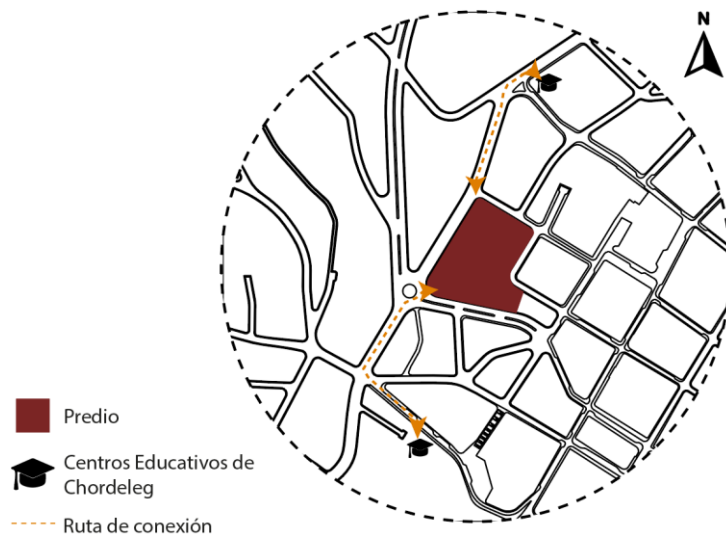 N
Predio
Centros Educativos de
Chordeleg
Ruta de conexión